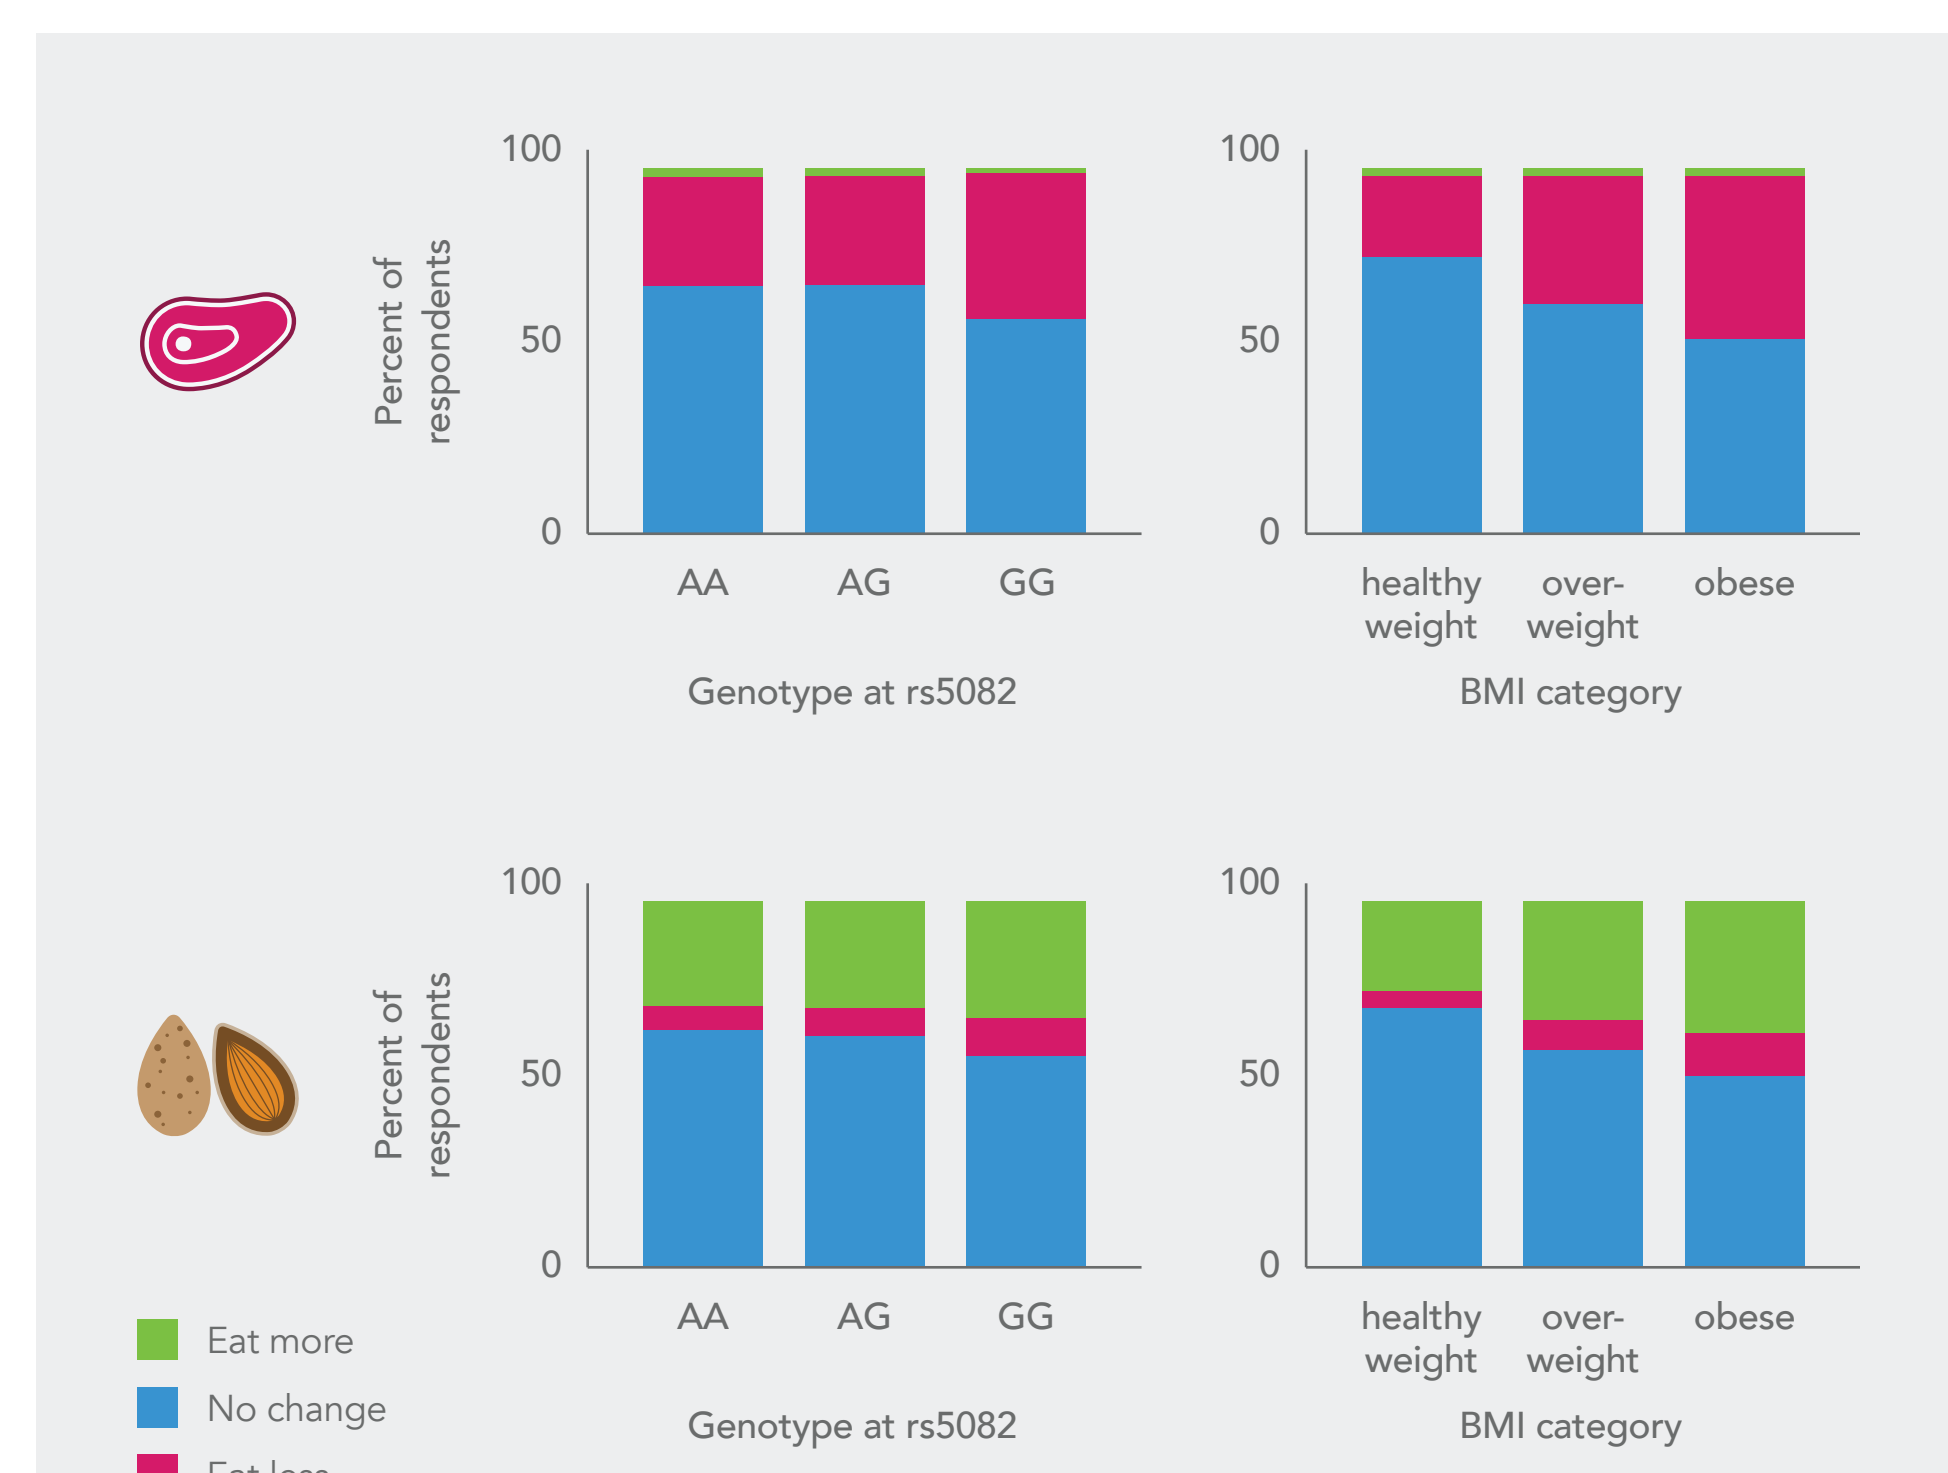 100
50
0
Percent of
respondents
AA AG GG
Genotype at rs5082
100
50
0
healthy
weight
over-
weight
obese
BMI category
100
50
0
Percent of
respondents
AA AG GG
Genotype at rs5082
100
50
0
healthy
weight
over-
weight
obese
BMI category
Eat more
No change
Eat less